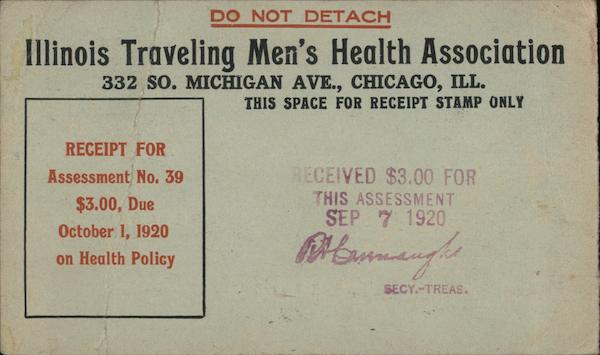 DO NOT DETACH
Illinois Traveling Men's Health Association
332 SO. MICHIGAN AVE., CHICAGO, ILL.
THIS SPACE FOR RECEIPT STAMP ONLY
RECEIPT FOR
Assessment No. 39
$3.00, Due
October 1, 1920
on Health Policy
RECEIVED $3.00 FOR
THIS ASSESSMENT
SEP 7 1920
SECY.-TREAS.